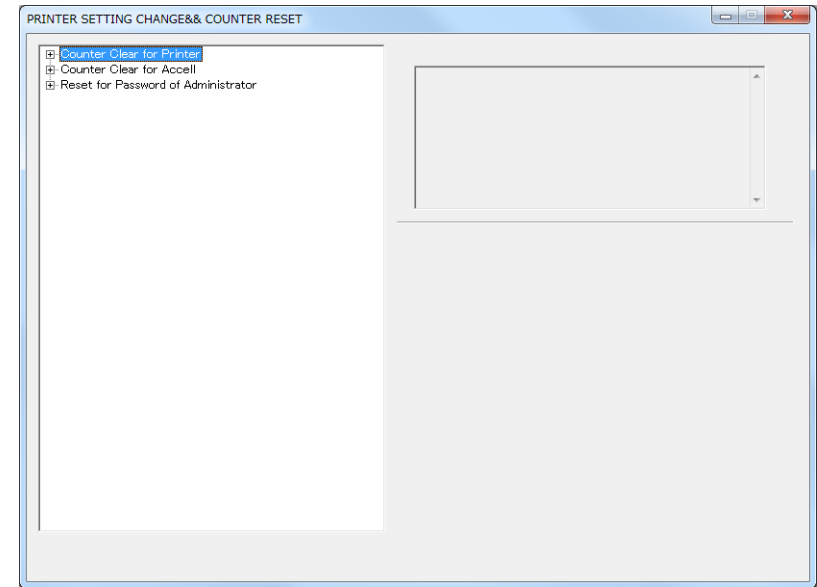 PRINTER SETTING CHANGE&& COUNTER RESET
Counter Clear for Printer
Counter Clear for Accell
Reset for Password of Administrator